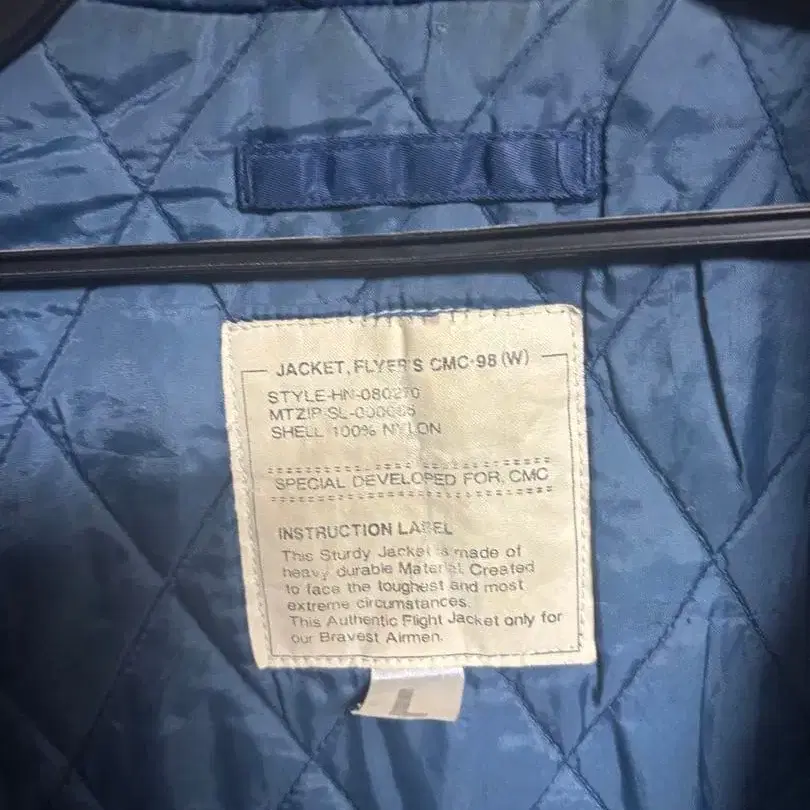 JACKET, FLYER'S CMC-98 (W)
STYLE-HN-080270
MTZIP-SL-000005
SHELL 100% NYLON
SPECIAL DEVELOPED FOR, CMC
INSTRUCTION LABEL
This Sturdy Jacket is made of
heavy durable Material. Created
to face the toughest and most
extreme circumstances.
This Authentic Flight Jacket only for
our Bravest Airmen.
L